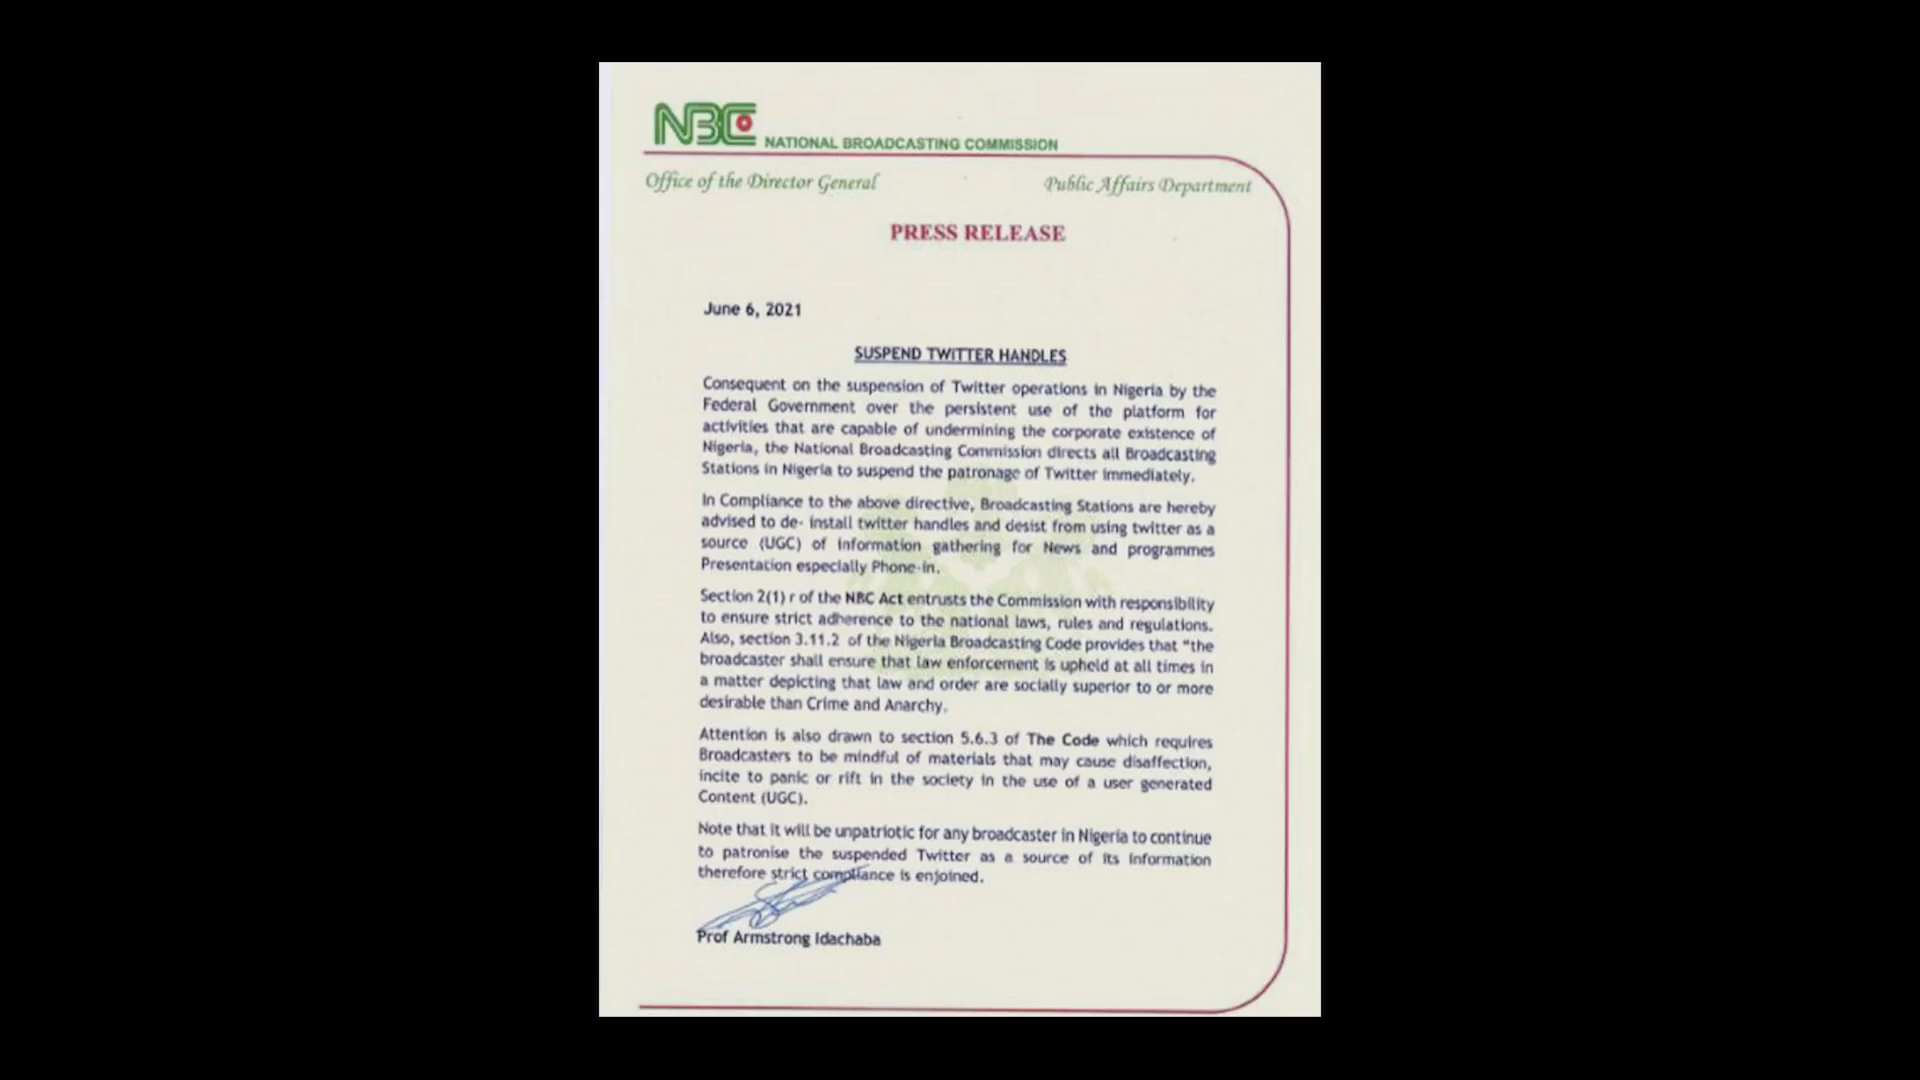 NBC NATIONAL BROADCASTING COMMISSION
Office of the Director General Public Affairs Department
PRESS RELEASE
June 6, 2021
SUSPEND TWITTER HANDLES
Consequent on the suspension of Twitter operations in Nigeria by the
Federal Government over the persistent use of the platform for
activities that are capable of undermining the corporate existence of
Nigeria, the National Broadcasting Commission directs all Broadcasting
Stations in Nigeria to suspend the patronage of Twitter immediately.
In Compliance to the above directive, Broadcasting Stations are hereby
advised to de- install twitter handles and desist from using twitter as a
source (UGC) of information gathering for News and programmes
Presentation especially Phone-in.
Section 2(1) r of the NBC Act entrusts the Commission with responsibility
to ensure strict adherence to the national laws, rules and regulations.
Also, section 3.11.2 of the Nigeria Broadcasting Code provides that "the
broadcaster shall ensure that law enforcement is upheld at all times in
a matter depicting that law and order are socially superior to or more
desirable than Crime and Anarchy.
Attention is also drawn to section 5.6.3 of The Code which requires
Broadcasters to be mindful of materials that may cause disaffection,
incite to panic or rift in the society in the use of a user generated
Content (UGC).
Note that it will be unpatriotic for any broadcaster in Nigeria to continue
to patronise the suspended Twitter as a source of its information
therefore strict compliance is enjoined.
Prof Armstrong Idachaba